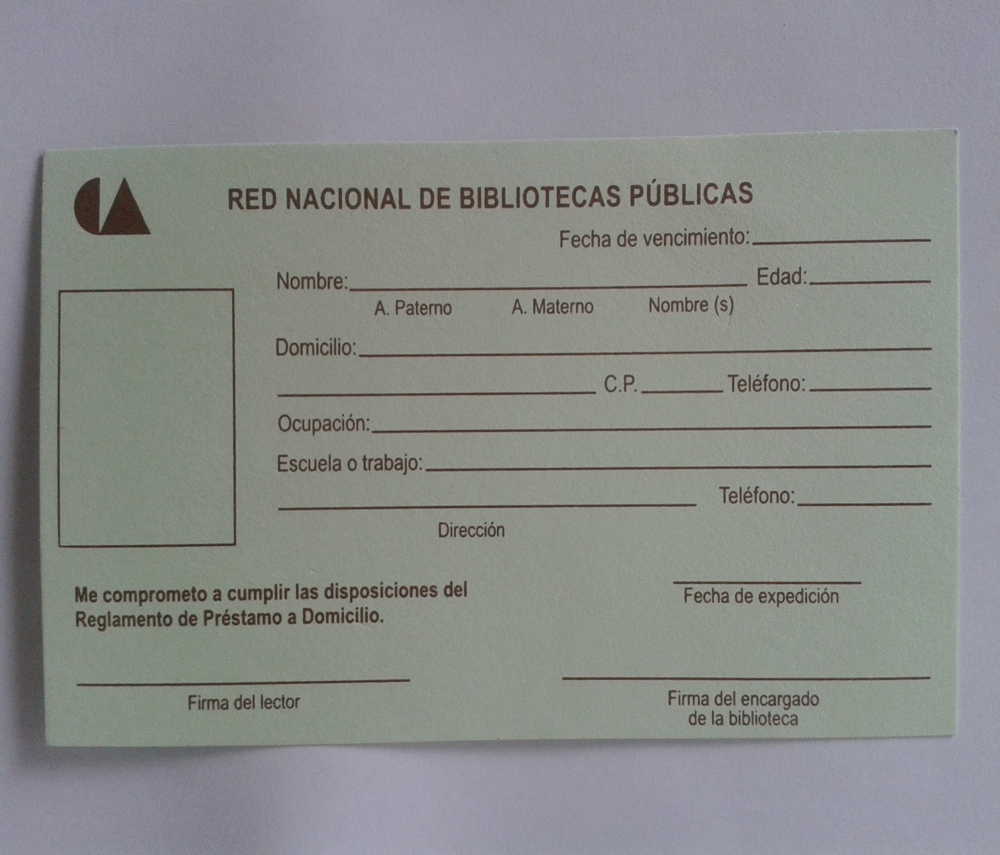 RED NACIONAL DE BIBLIOTECAS PÚBLICAS
Fecha de vencimiento:
Nombre: Edad:
A. Paterno A. Materno Nombre (s)
Domicilio:
C.P. Teléfono:
Ocupación:
Escuela o trabajo:
Teléfono:
Dirección
Me comprometo a cumplir las disposiciones del
Reglamento de Préstamo a Domicilio.
Fecha de expedición
Firma del lector
Firma del encargado
de la biblioteca